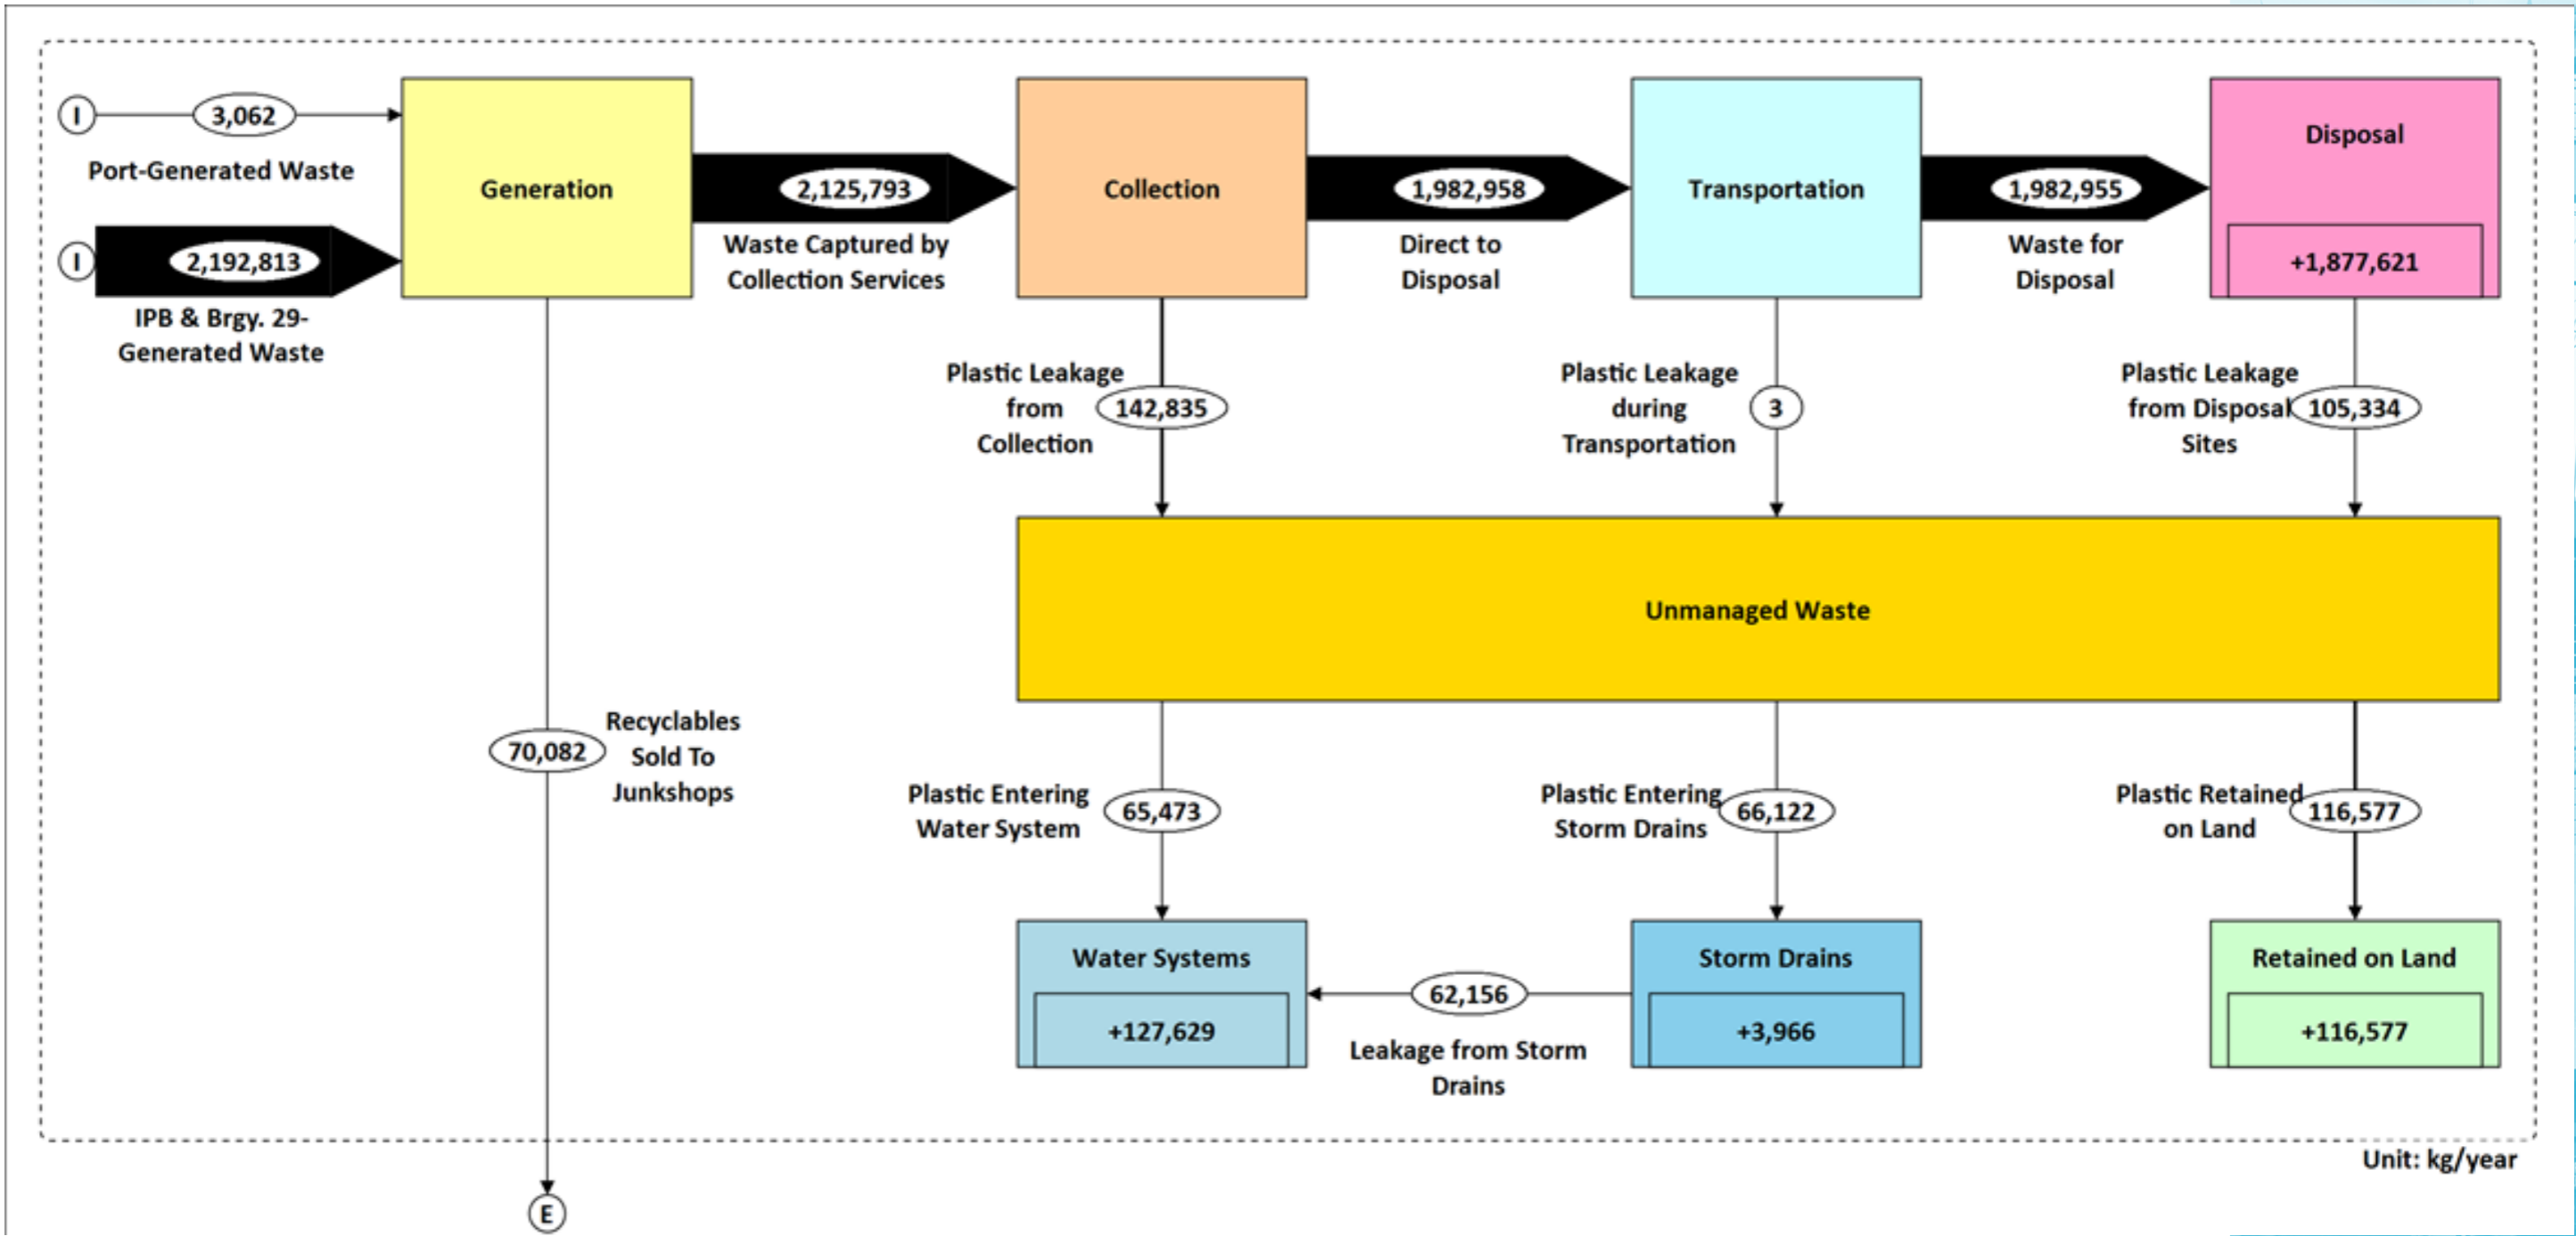 I
3,062
Port-Generated Waste
I
2,192,813
IPB & Brgy. 29-
Generated Waste
Generation
2,125,793
Waste Captured by
Collection Services
Collection
1,982,958
Direct to
Disposal
Transportation
1,982,955
Waste for
Disposal
Disposal
+1,877,621
Plastic Leakage
from
Collection
142,835
Plastic Leakage
during
Transportation
3
Plastic Leakage
from Disposal
Sites
105,334
Unmanaged Waste
70,082
Recyclables
Sold To
Junkshops
Plastic Entering
Water System
65,473
Plastic Entering
Storm Drains
66,122
Plastic Retained
on Land
116,577
Water Systems
+127,629
62,156
Leakage from Storm
Drains
Storm Drains
+3,966
Retained on Land
+116,577
Unit: kg/year
E